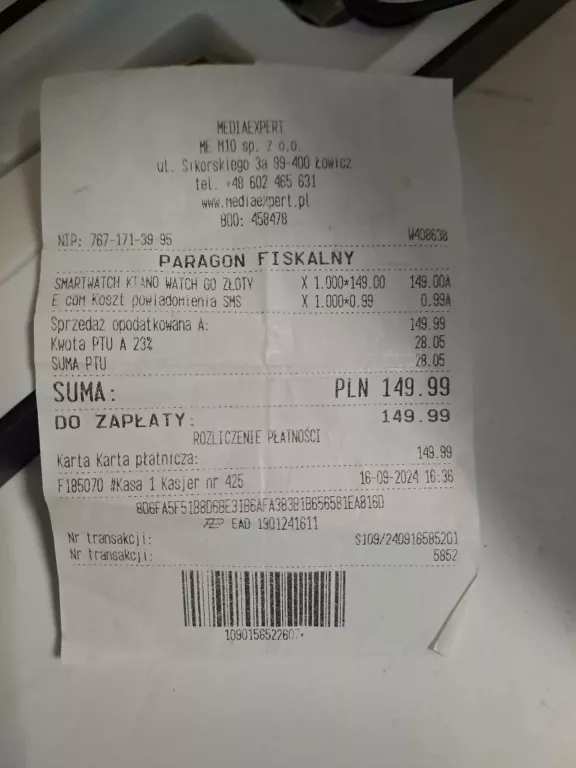 MEDIAEXPERT
ME M10 sp. z o.o.
ul. Sikorskiego 3a 99-400 Łowicz
tel. +48 602 465 631
www.mediaexpert.pl
BDO: 458478
NIP: 767-171-39-95 W408638
PARAGON FISKALNY
SMARTWATCH KIANO WATCH GO ZŁOTY X 1.000*149.00 149.00A
E COM Koszt powiadomienia SMS X 1.000*0.99 0.99A
Sprzedaż opodatkowana A: 149.99
Kwota PTU A 23% 28.05
SUMA PTU 28.05
SUMA: PLN 149.99
DO ZAPŁATY: 149.99
ROZLICZENIE PŁATNOŚCI
Karta Karta płatnicza: 149.99
F185070 #Kasa 1 Kasjer nr 425 16-09-2024 16:36
EAD 1901241611
Nr transakcji: S109/240916585201
Nr transakcji: 5852